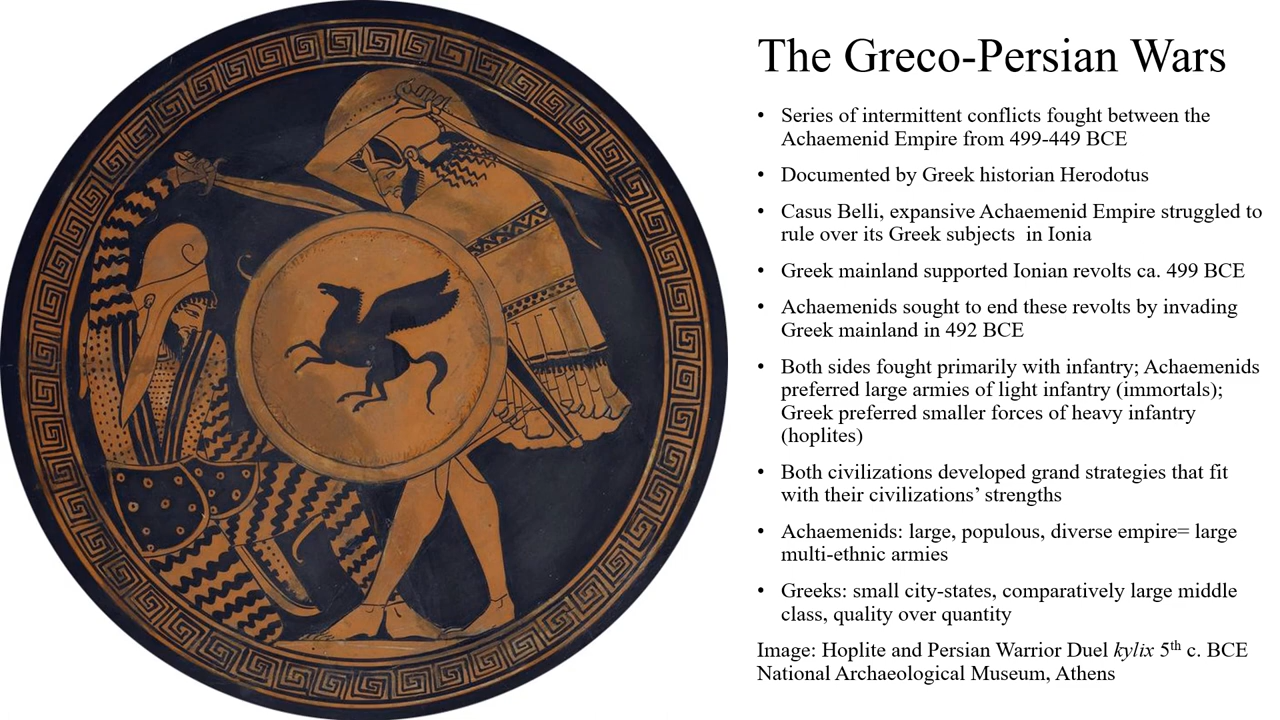 The Greco-Persian Wars
• Series of intermittent conflicts fought between the
Achaemenid Empire from 499-449 BCE
• Documented by Greek historian Herodotus
• Casus Belli, expansive Achaemenid Empire struggled to
rule over its Greek subjects  in Ionia
• Greek mainland supported Ionian revolts ca. 499 BCE
• Achaemenids sought to end these revolts by invading
Greek mainland in 492 BCE
• Both sides fought primarily with infantry; Achaemenids
preferred large armies of light infantry (immortals);
Greek preferred smaller forces of heavy infantry
(hoplites)
• Both civilizations developed grand strategies that fit
with their civilizations’ strengths
• Achaemenids: large, populous, diverse empire= large
multi-ethnic armies
• Greeks: small city-states, comparatively large middle
class, quality over quantity
Image: Hoplite and Persian Warrior Duel kylix 5th c. BCE
National Archaeological Museum, Athens